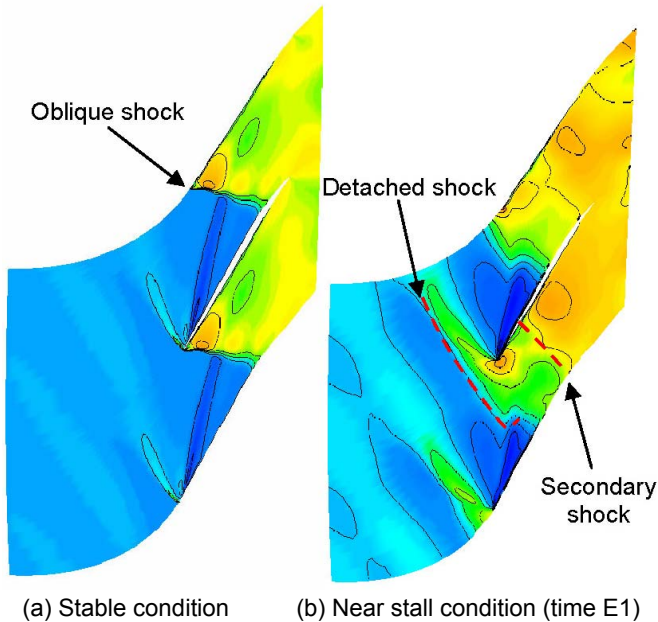 Oblique shock
Detached shock
Secondary
shock
(a) Stable condition
(b) Near stall condition (time E1)